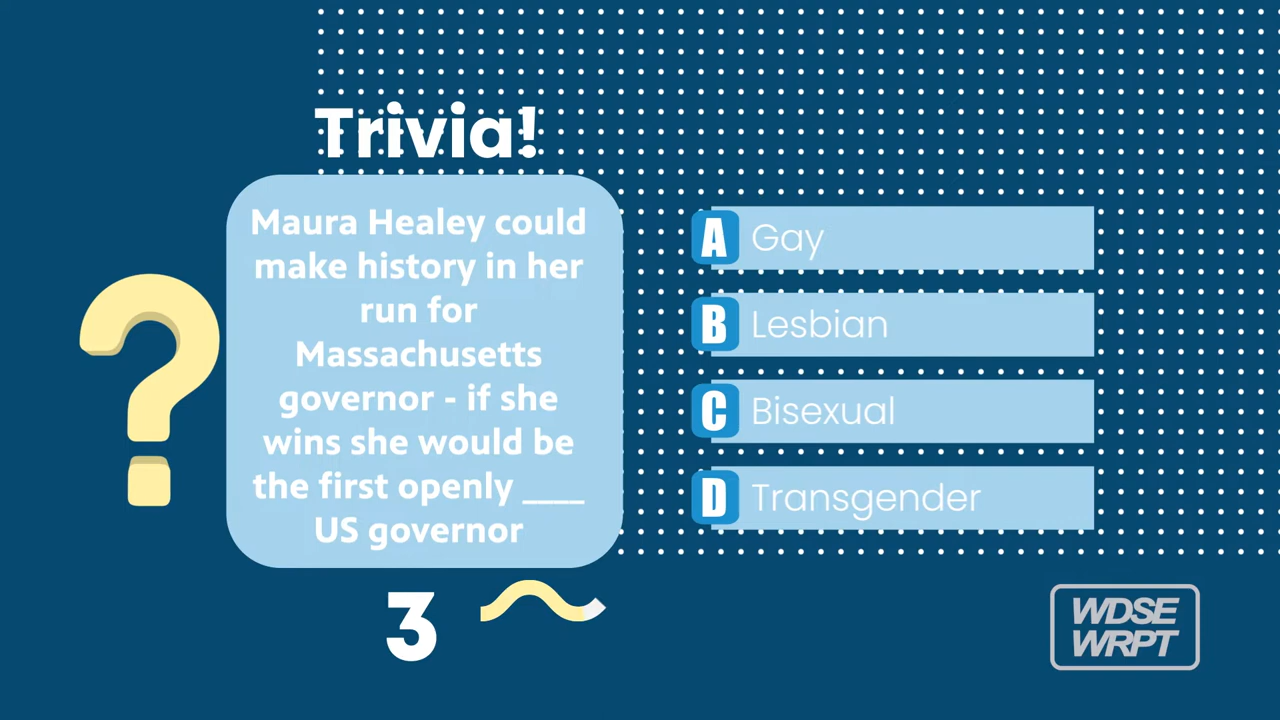 Trivia!
Maura Healey could
make history in her
run for
Massachusetts
governor - if she
wins she would be
the first openly ____
US governor
A Gay
B Lesbian
C Bisexual
D Transgender
3
WDSE
WRPT